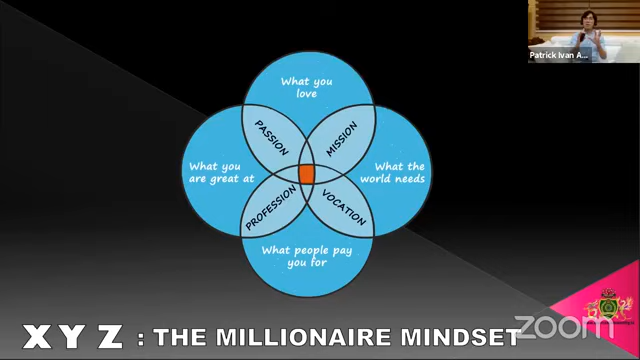 Patrick Ivan A...
What you
love
PASSION
MISSION
What you
are great at
What the
world needs
PROFESSION
VOCATION
What people pay
you for
X Y Z : THE MILLIONAIRE MINDSET
zoom